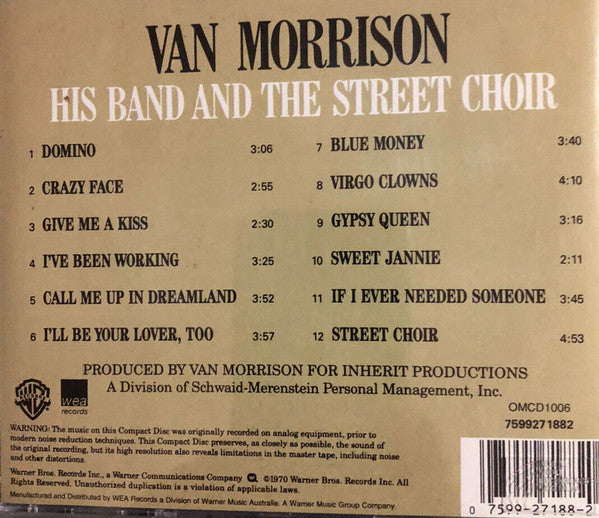 VAN MORRISON
HIS BAND AND THE STREET CHOIR
1 DOMINO 3:06
2 CRAZY FACE 2:55
3 GIVE ME A KISS 2:30
4 I'VE BEEN WORKING 3:25
5 CALL ME UP IN DREAMLAND 3:52
6 I'LL BE YOUR LOVER, TOO 3:57
7 BLUE MONEY 3:40
8 VIRGO CLOWNS 4:10
9 GYPSY QUEEN 3:16
10 SWEET JANNIE 2:11
11 IF I EVER NEEDED SOMEONE 3:45
12 STREET CHOIR 4:53
PRODUCED BY VAN MORRISON FOR INHERIT PRODUCTIONS
A Division of Schwaid-Merenstein Personal Management, Inc.
WB
wea
records
OMCD1006
7599271882
WARNING: The music on this Compact Disc was originally recorded on analog equipment, prior to
modern noise reduction techniques. This Compact Disc preserves, as closely as possible, the sound of
the original recording, but its high resolution also reveals limitations in the master tape, including noise
and other distortions.
Warner Bros. Records Inc., a Warner Communications Company ©1970 Warner Bros. Records Inc. All
Rights Reserved. Unauthorized duplication is a violation of applicable laws.
Manufactured and Distributed by WEA Records a Division of Warner Music Australia. A Warner Music Group Company.
0 7599-27188-2